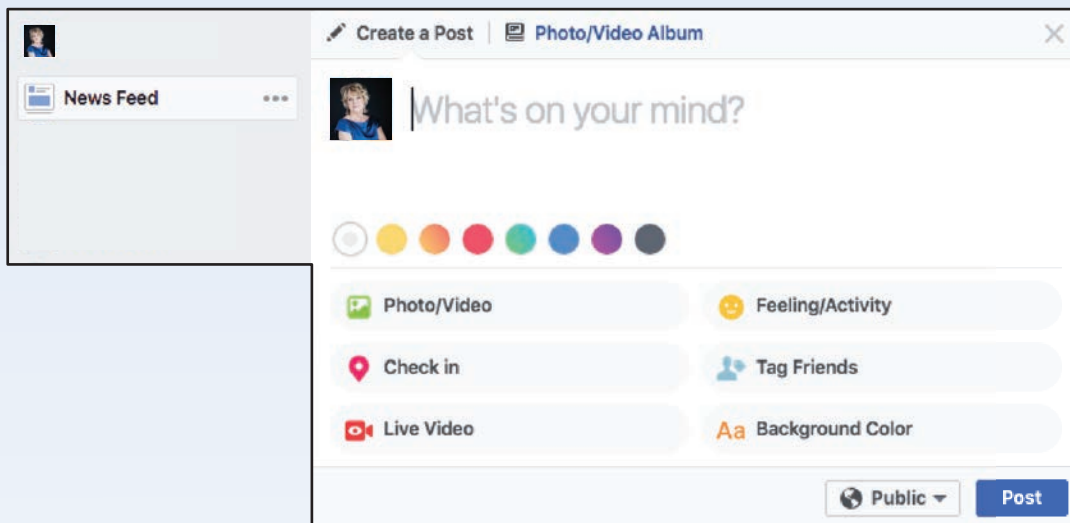 Create a Post | Photo/Video Album
News Feed
What's on your mind?
Photo/Video
Feeling/Activity
Check in
Tag Friends
Live Video
Aa Background Color
Public
Post